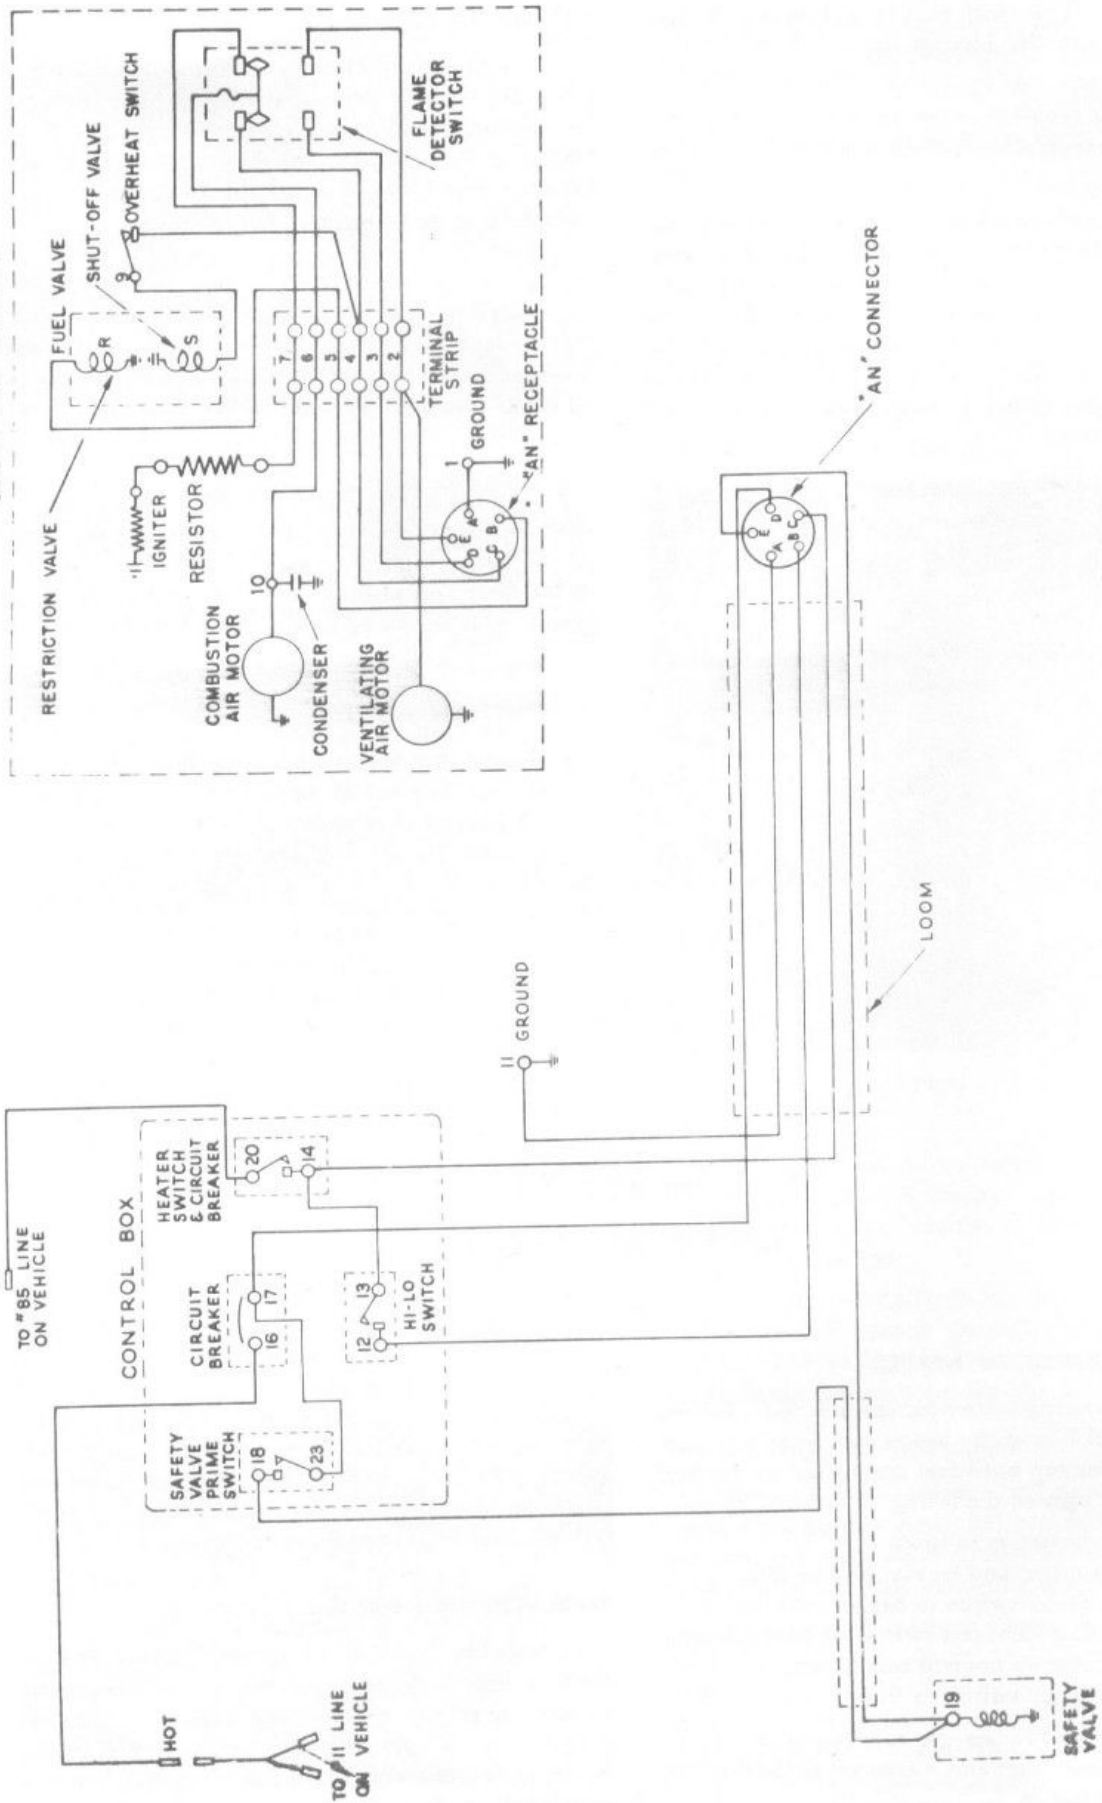 TO #85 LINE
ON VEHICLE
CONTROL BOX
HEATER
SWITCH
& CIRCUIT
BREAKER
20
14
CIRCUIT
BREAKER
16
17
HI-LO
SWITCH
12
13
SAFETY
VALVE
PRIME
SWITCH
18
23
HOT
TO #11 LINE
ON VEHICLE
11
GROUND
LOOM
19
SAFETY
VALVE
"AN" CONNECTOR
A
B
C
D
E
RESTRICTION VALVE
FUEL VALVE
SHUT-OFF VALVE
OVERHEAT SWITCH
R
S
9
IGNITER
RESISTOR
COMBUSTION
AIR MOTOR
10
CONDENSER
VENTILATING
AIR MOTOR
7
6
5
4
3
2
TERMINAL
STRIP
1
GROUND
"AN" RECEPTACLE
A
B
C
D
E
FLAME
DETECTOR
SWITCH